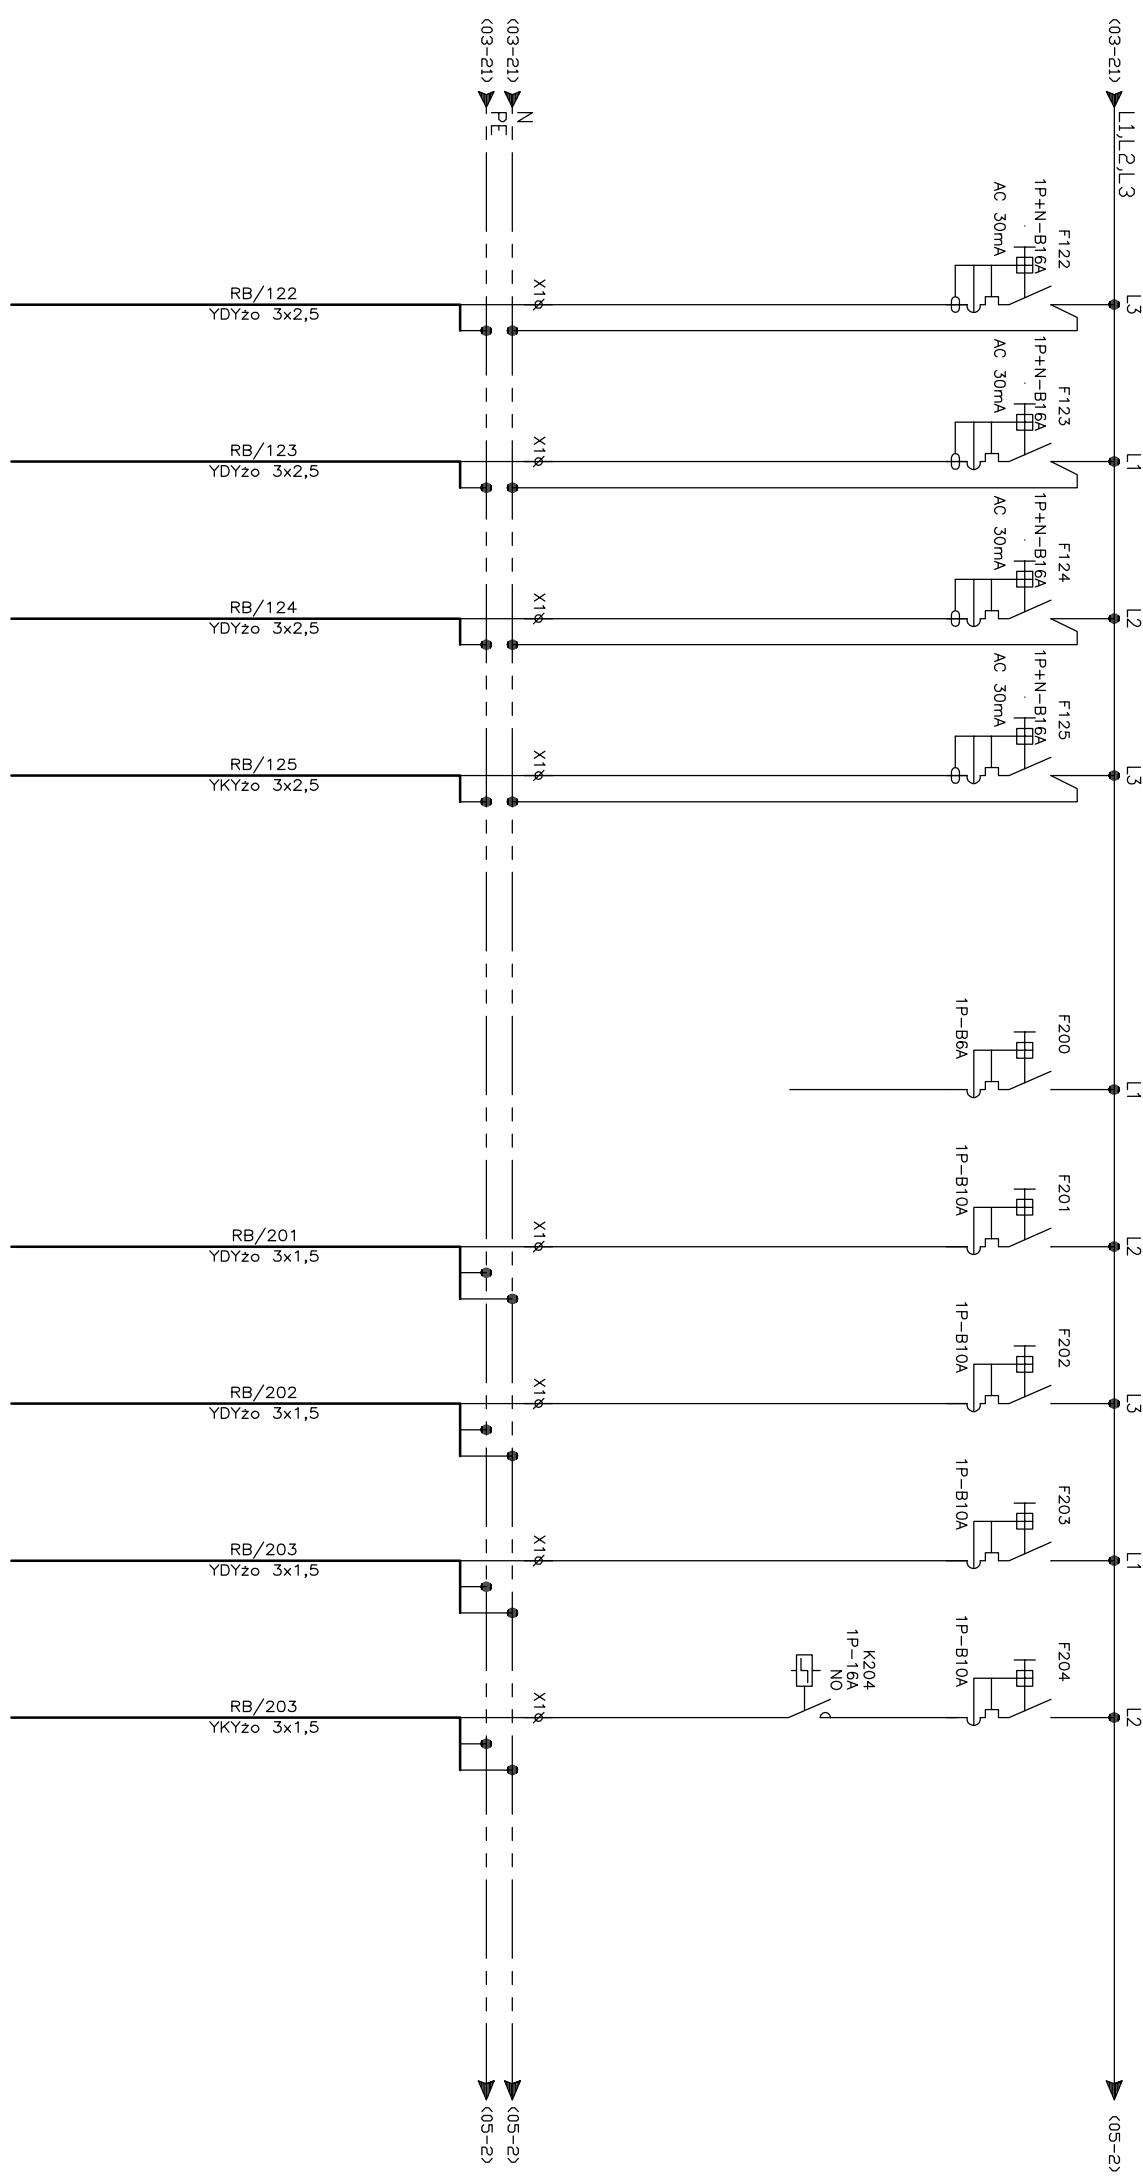 (03-21)
(03-21)
(03-21)
L1,L2,L3
N
PE
F122
1P+N-B16A
AC 30mA
L3
X1
RB/122
YDYżo 3x2,5
F123
1P+N-B16A
AC 30mA
L1
X1
RB/123
YDYżo 3x2,5
F124
1P+N-B16A
AC 30mA
L2
X1
RB/124
YDYżo 3x2,5
F125
1P+N-B16A
AC 30mA
L3
X1
RB/125
YKYżo 3x2,5
F200
1P-B6A
L1
F201
1P-B10A
L2
X1
RB/201
YDYżo 3x1,5
F202
1P-B10A
L3
X1
RB/202
YDYżo 3x1,5
F203
1P-B10A
L1
X1
RB/203
YDYżo 3x1,5
F204
1P-B10A
L2
K204
1P-16A
NO
X1
RB/203
YKYżo 3x1,5
(05-2)
(05-2)
(05-2)